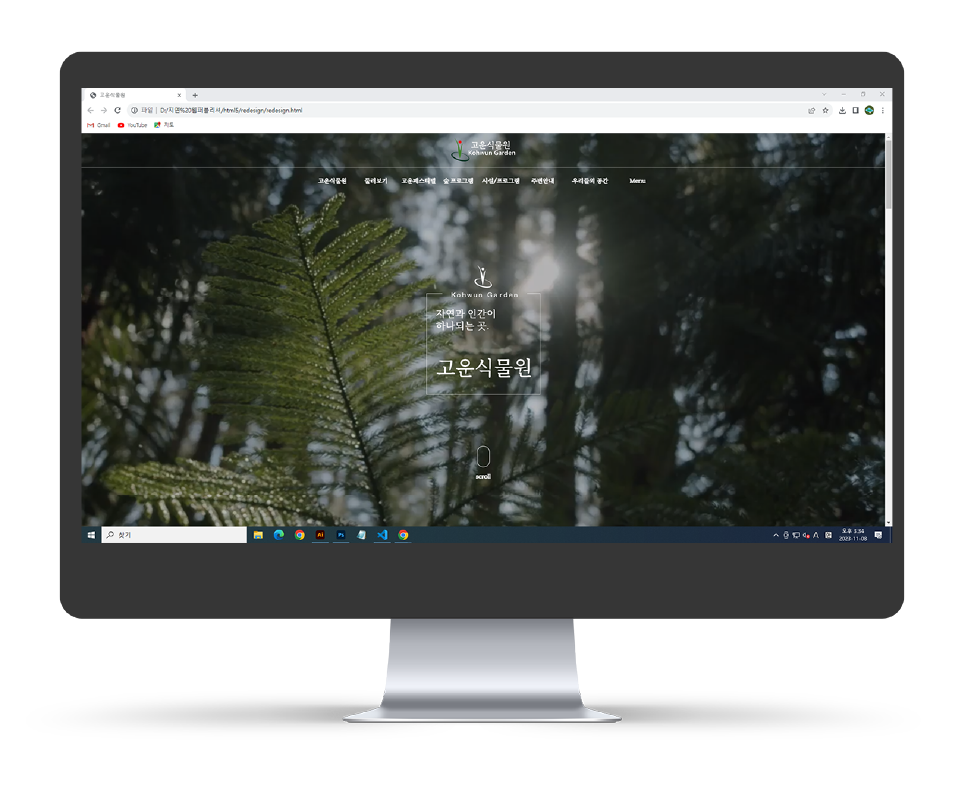 고운식물원
파일 D:/지면%20웹퍼블리셔/html5/redesign/redesign.html
Gmail YouTube 지도
고운식물원
Kohwun Garden
고운식물원 둘러보기 고운페스티벌 숲 프로그램 시설/프로그램 주변안내 우리들의 공간 Menu
Kohwun Garden
자연과 인간이
하나되는 곳.
고운식물원
scroll
찾기
Ai Ps
오후 3:34
2023-11-08